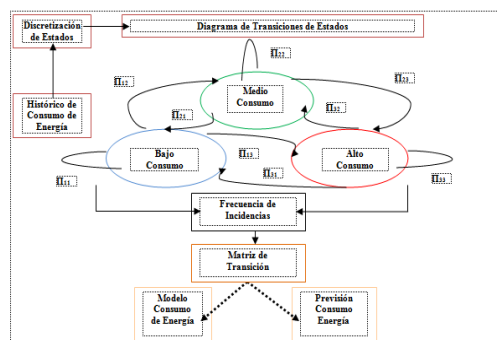 Discretización
de Estados
Diagrama de Transiciones de Estados
Π22
Π12
Medio
Consumo
Π23
Histórico de
Consumo de
Energía
Π21
Π32
Bajo
Consumo
Π13
Alto
Consumo
Π11
Π31
Π33
Frecuencia de
Incidencias
Matriz de
Transición
Modelo
Consumo
de Energía
Previsión
Consumo
Energía